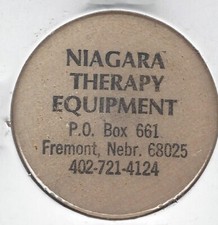 NIAGARA
THERAPY
EQUIPMENT
P.O. Box 661
Fremont, Nebr. 68025
402-721-4124